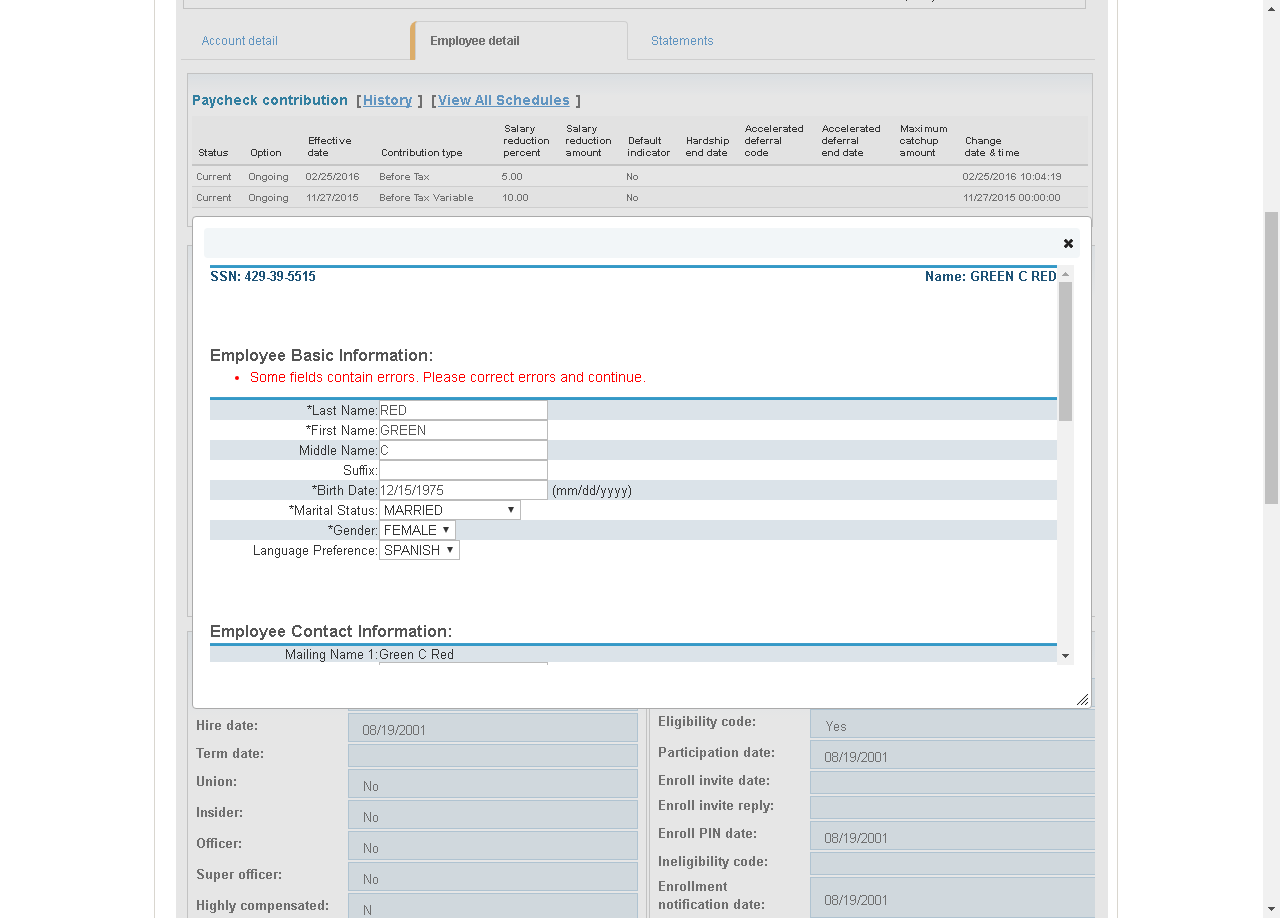 Account detail
Employee detail
Statements
Paycheck contribution [ History ] [ View All Schedules ]
Status Option Effective date Contribution type Salary reduction percent Salary reduction amount Default indicator Hardship end date Accelerated deferral code Accelerated deferral end date Maximum catchup amount Change date & time
Current Ongoing 02/25/2016 Before Tax 5.00 No 02/25/2016 10:04:19
Current Ongoing 11/27/2015 Before Tax Variable 10.00 No 11/27/2015 00:00:00
SSN: 429-39-5515 Name: GREEN C RED
Employee Basic Information:
• Some fields contain errors. Please correct errors and continue.
*Last Name: RED
*First Name: GREEN
Middle Name: C
Suffix:
*Birth Date: 12/15/1975 (mm/dd/yyyy)
*Marital Status: MARRIED
*Gender: FEMALE
Language Preference: SPANISH
Employee Contact Information:
Mailing Name 1: Green C Red
Hire date: 08/19/2001
Term date:
Union: No
Insider: No
Officer: No
Super officer: No
Highly compensated: N
Eligibility code: Yes
Participation date: 08/19/2001
Enroll invite date:
Enroll invite reply:
Enroll PIN date: 08/19/2001
Ineligibility code:
Enrollment
notification date: 08/19/2001